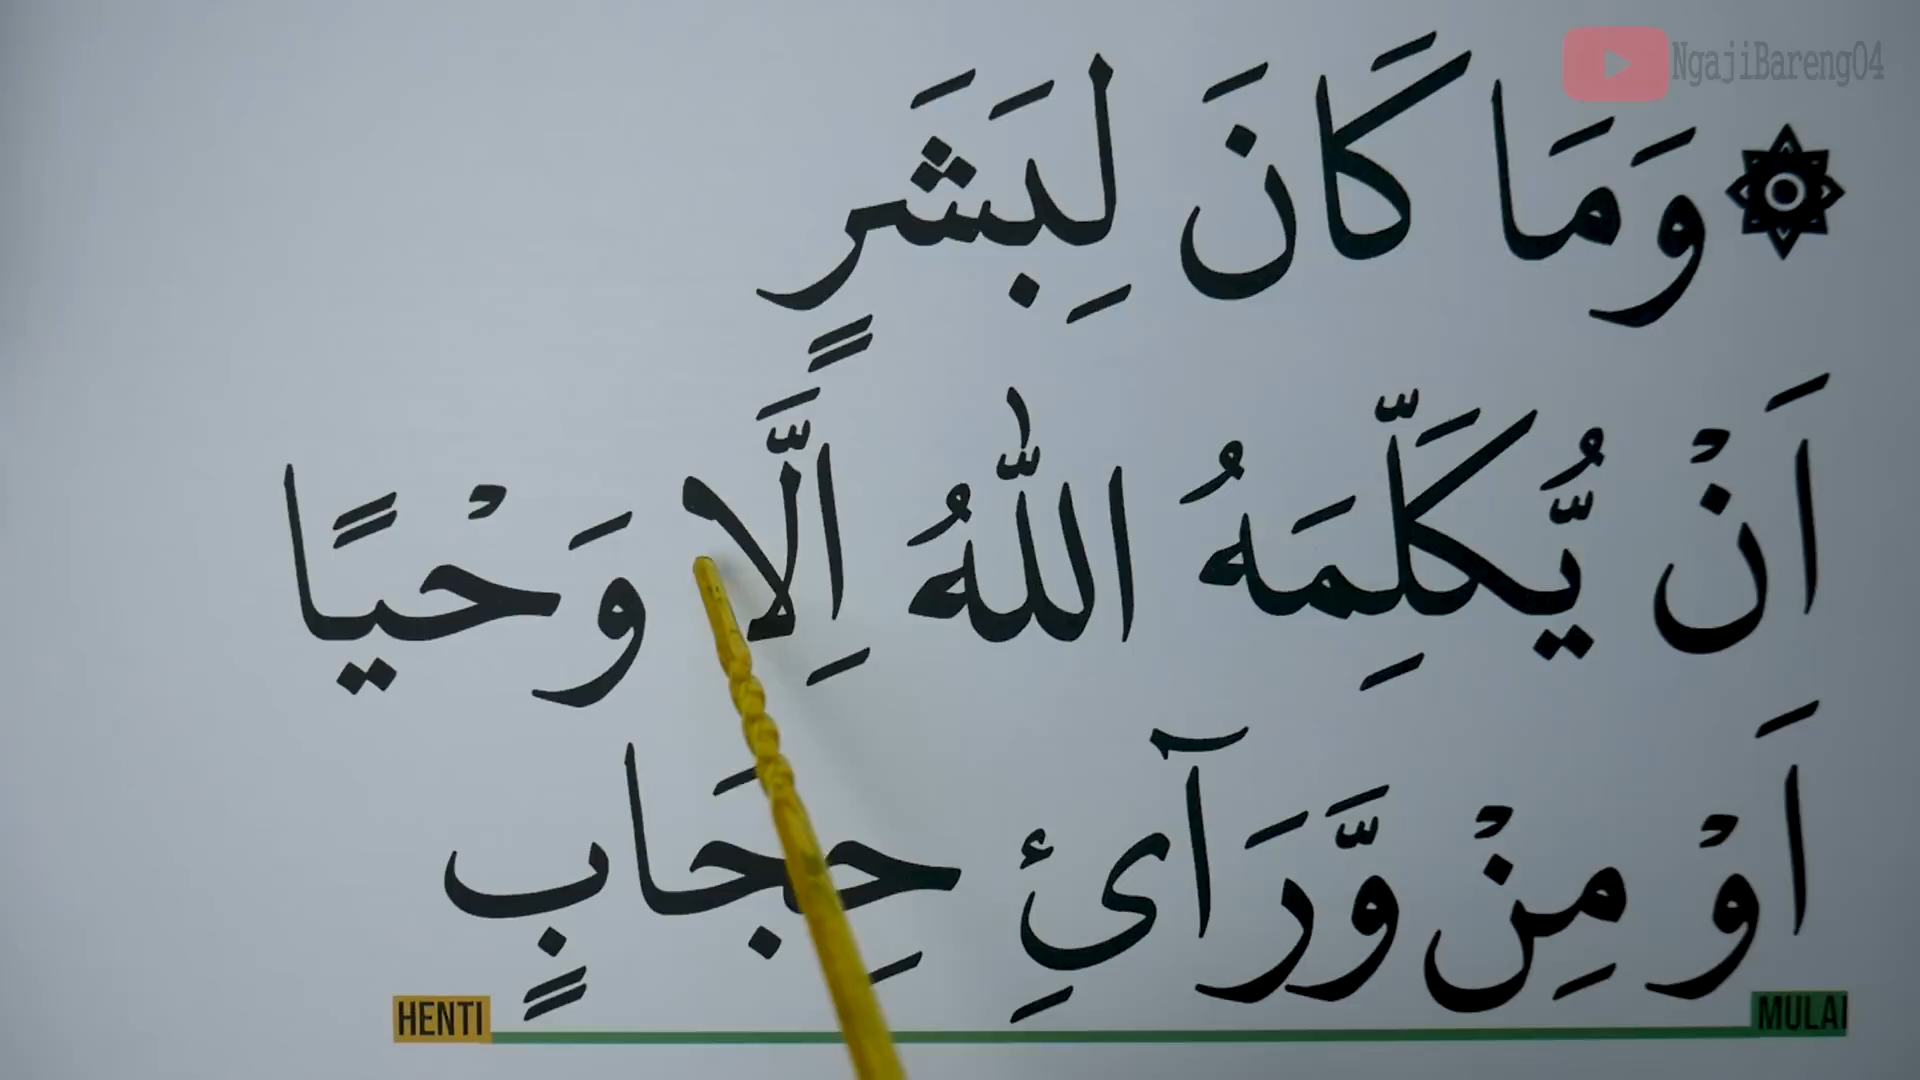 NgajiBareng04
۞ وَمَا كَانَ لِبَشَرٍ
اَنْ يُّكَلِّمَهُ اللّٰهُ اِلَّا وَحْيًا
اَوْ مِنْ وَّرَآئِ حِجَابٍ
MULAI
HENTI